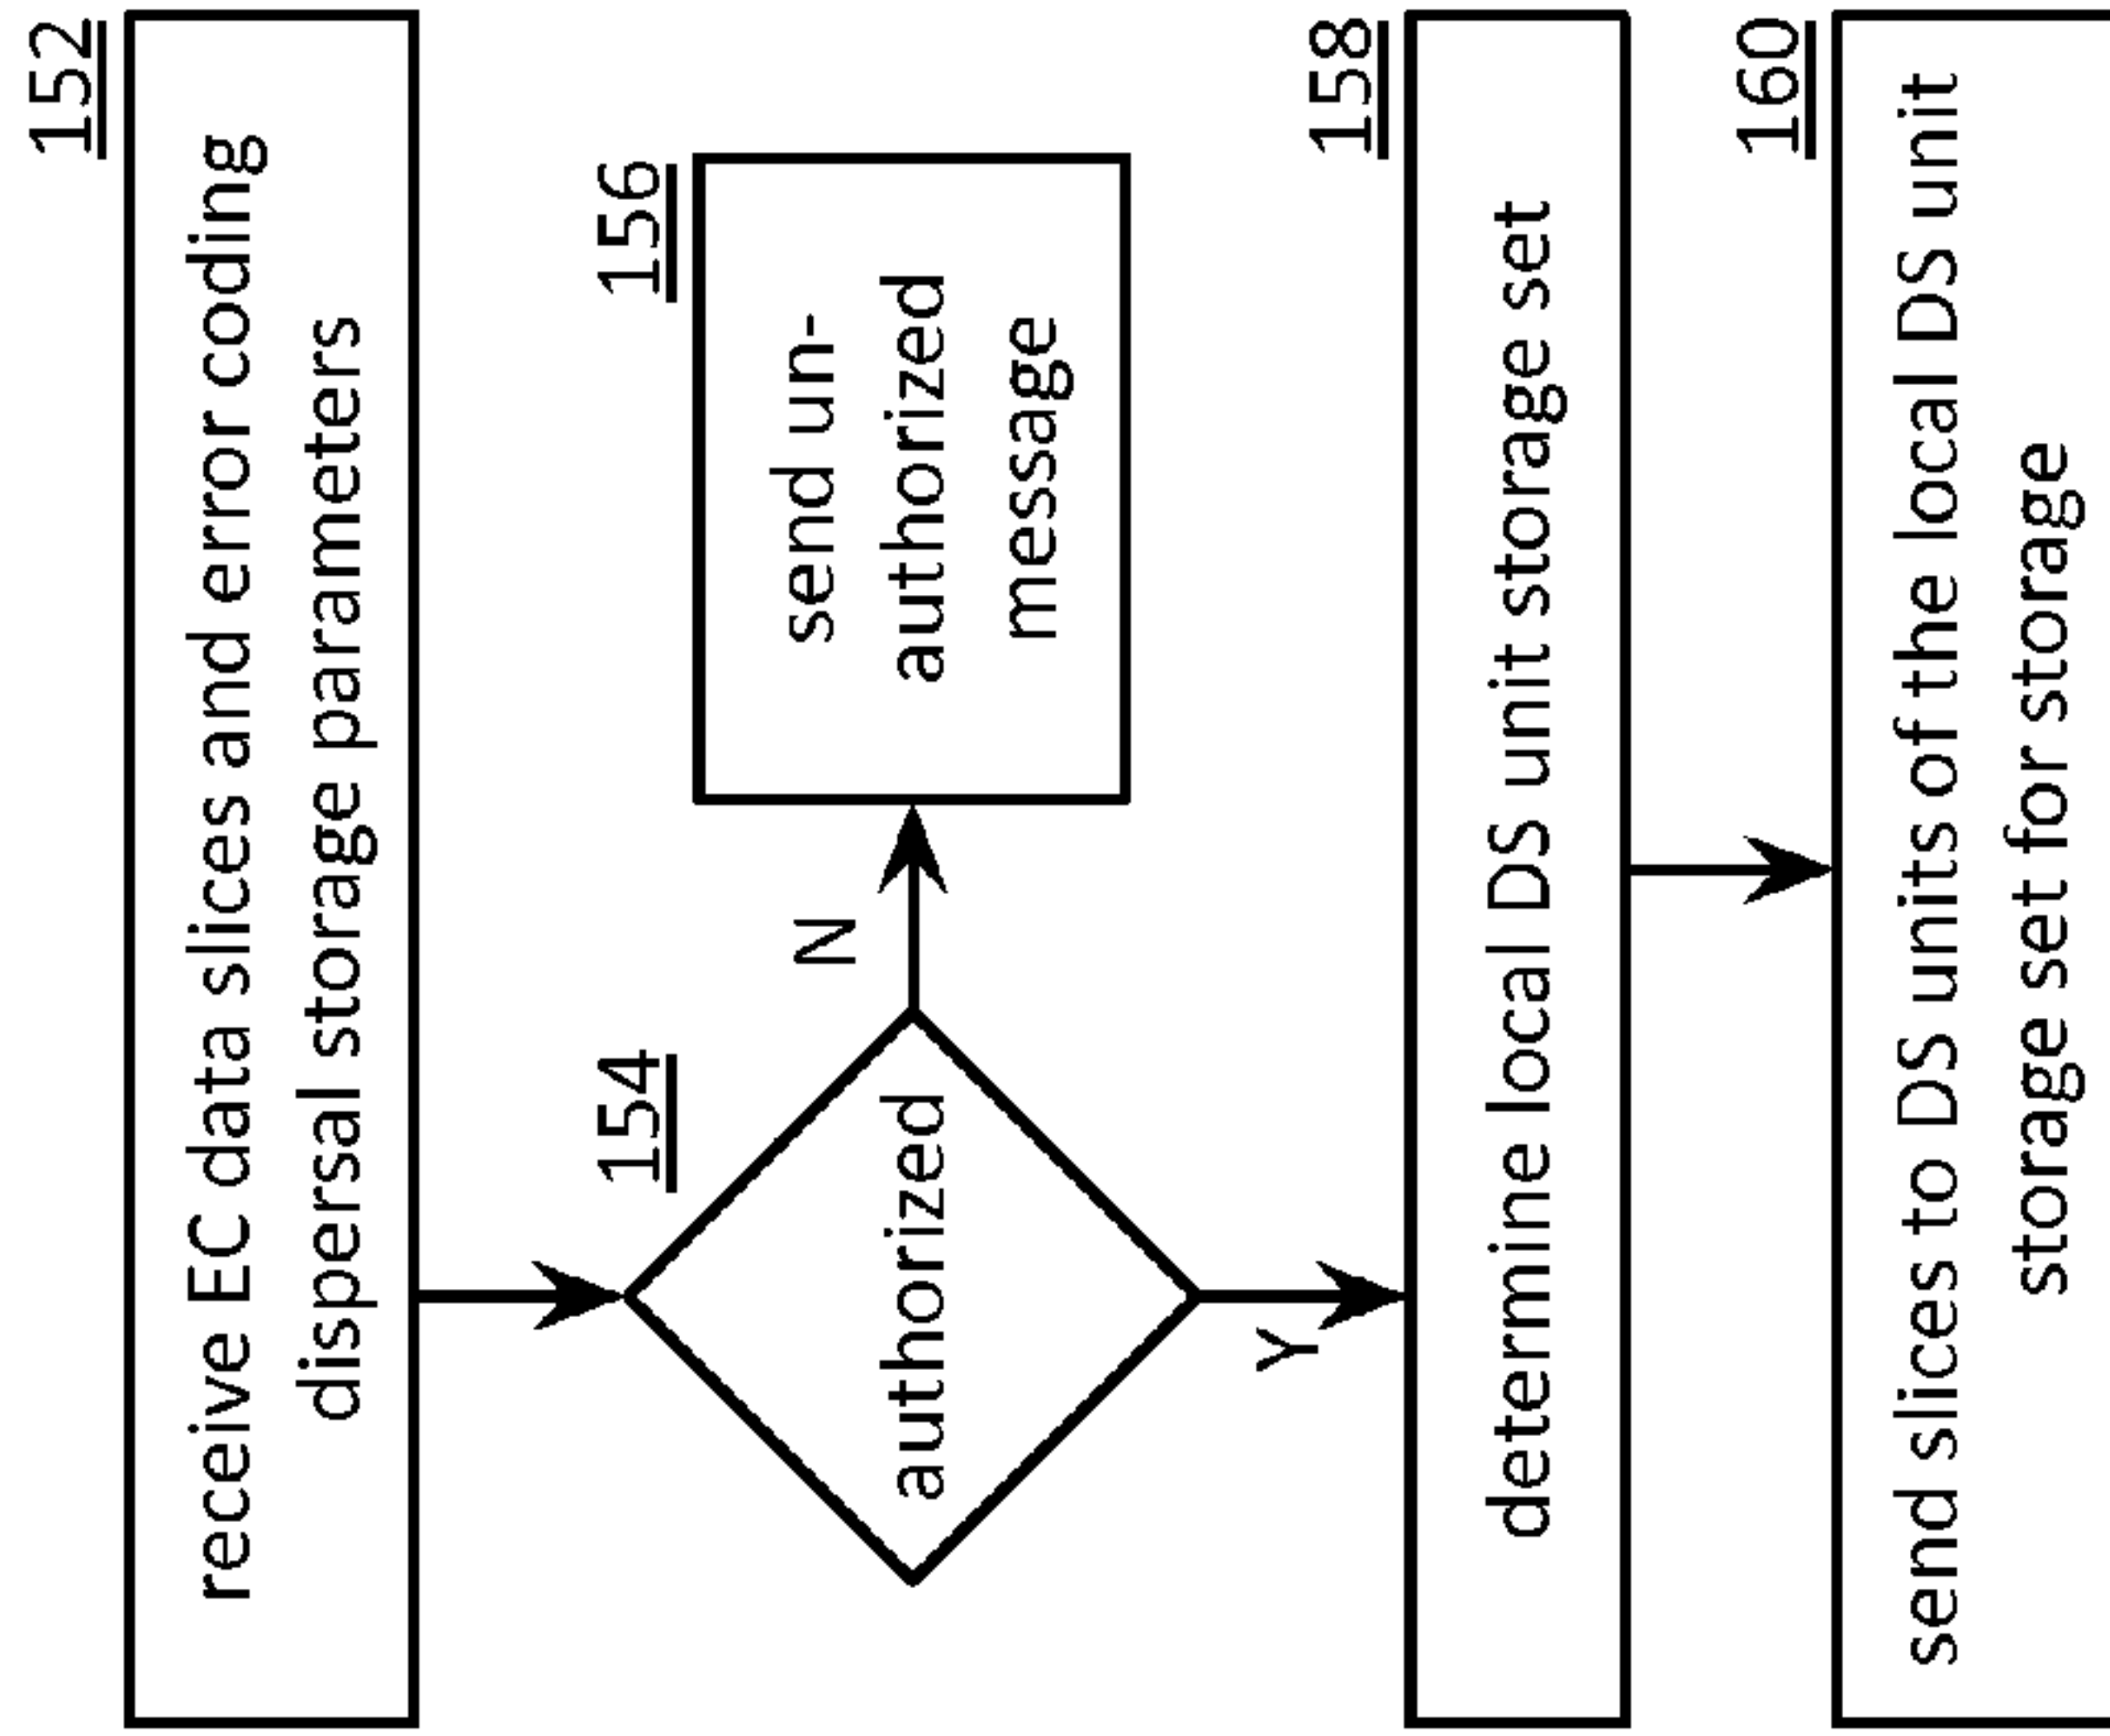 152
receive EC data slices and error coding
dispersal storage parameters
154
authorized
N
156
send un-
authorized
message
Y
158
determine local DS unit storage set
160
send slices to DS units of the local DS unit
storage set for storage